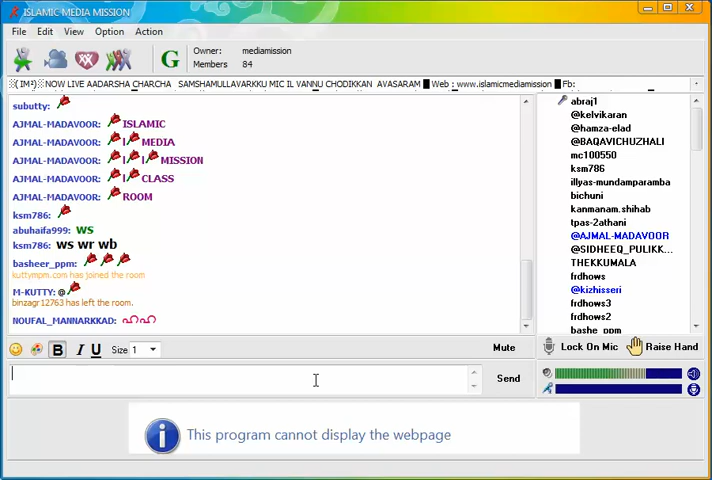 ISLAMIC MEDIA MISSION
File Edit View Option Action
G
Owner: mediamission
Members 84
(IM²) NOW LIVE AADARSHA CHARCHA SAMSHAMULLAVARKKU MIC IL VANNU CHODIKKAN AVASARAM Web : www.islamicmediamission Fb:
subutty:
AJMAL-MADAVOOR: ISLAMIC
AJMAL-MADAVOOR: I MEDIA
AJMAL-MADAVOOR: I I MISSION
AJMAL-MADAVOOR: I CLASS
AJMAL-MADAVOOR: ROOM
ksm786:
abuhaifa999: ws
ksm786: ws wr wb
basheer_ppm:
kuttympm.com has joined the room
M-KUTTY: @
binzagr12763 has left the room.
NOUFAL_MANNARKKAD:
abraj1
@kelvikaran
@hamza-elad
@BAQAVICHUZHALI
mc100550
ksm786
illyas-mundamparamba
bichuni
kanmanam.shihab
tpas-2athani
@AJMAL-MADAVOOR
@SIDHEEQ_PULIKK...
THEKKUMALA
frdhows
@kizhisseri
frdhows3
frdhows2
bashe_ppm
B I U Size 1 Mute
Lock On Mic Raise Hand
Send
This program cannot display the webpage